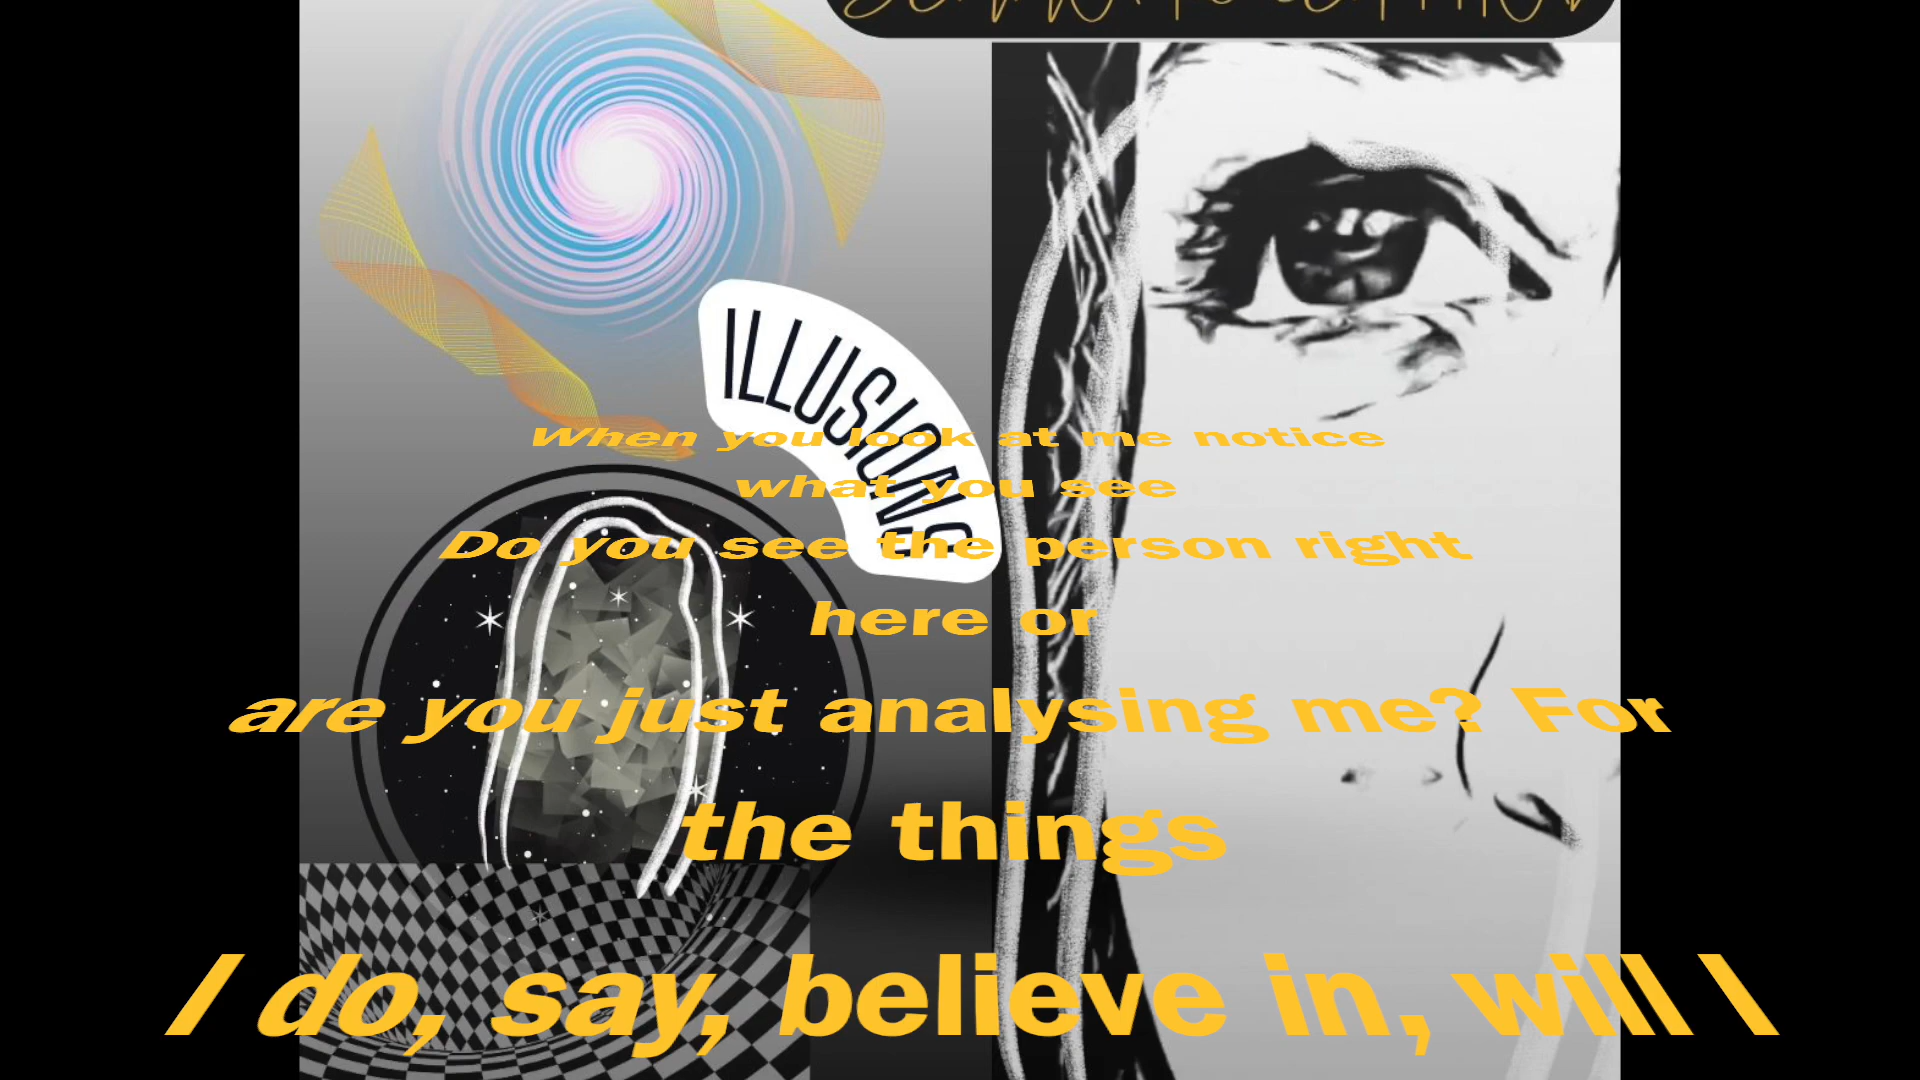 ILLUSIONS
When you look at me notice
what you see
Do you see the person right
here or
are you just analysing me? For
the things
I do, say, believe in, will I